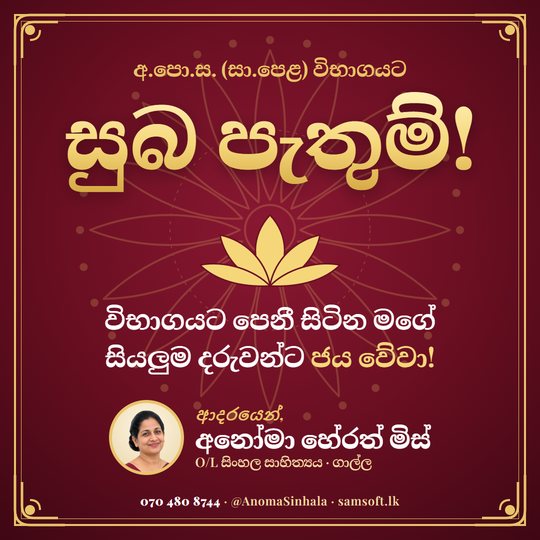 අ.පො.ස. (සා.පෙළ) විභාගයට
සුබ පැතුම්!
විභාගයට පෙනී සිටින මගේ
සියලුම දරුවන්ට ජය වේවා!
ආදරයෙන්,
අනෝමා හේරත් මිස්
O/L සිංහල සාහිත්‍යය · ගාල්ල
070 480 8744 · @AnomaSinhala · samsoft.lk